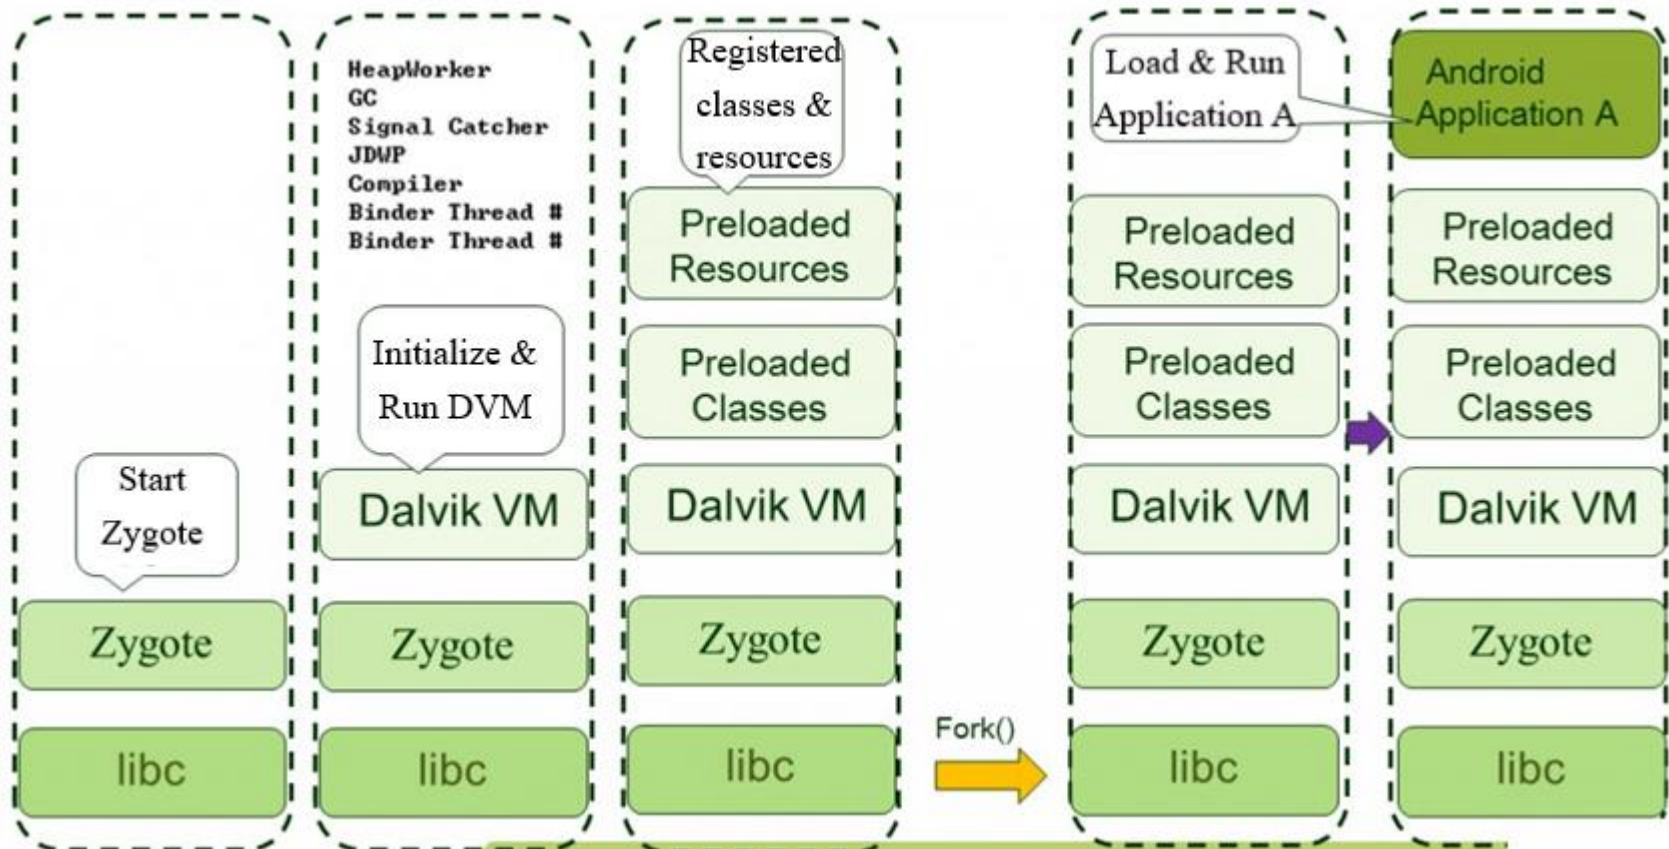 Start
Zygote
Zygote
libc
HeapWorker
GC
Signal Catcher
JDWP
Compiler
Binder Thread #
Binder Thread #
Initialize &
Run DVM
Dalvik VM
Zygote
libc
Registered
classes &
resources
Preloaded
Resources
Preloaded
Classes
Dalvik VM
Zygote
libc
Fork()
Load & Run
Application A
Preloaded
Resources
Preloaded
Classes
Dalvik VM
Zygote
libc
Android
Application A
Preloaded
Resources
Preloaded
Classes
Dalvik VM
Zygote
libc